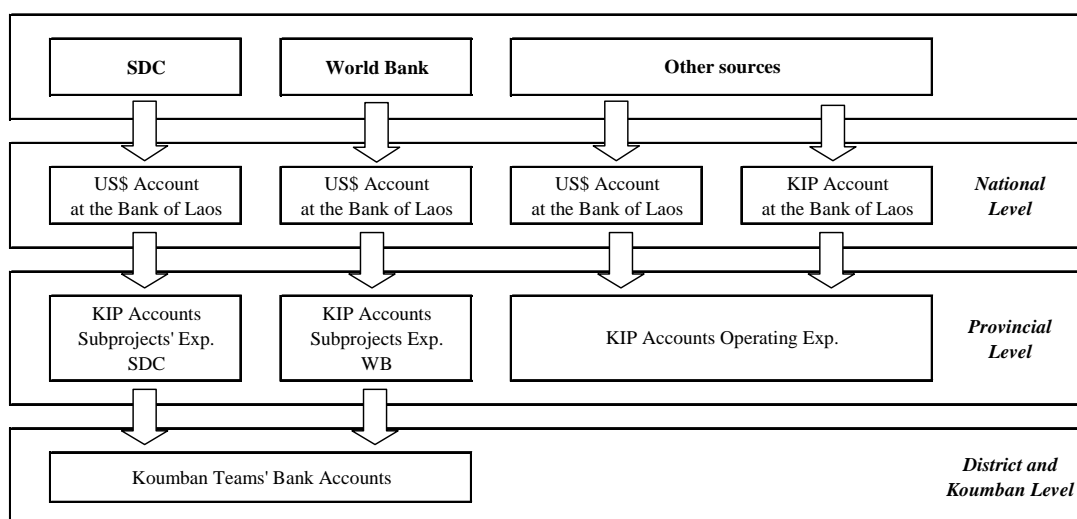 SDC
World Bank
Other sources
US$ Account
at the Bank of Laos
US$ Account
at the Bank of Laos
US$ Account
at the Bank of Laos
KIP Account
at the Bank of Laos
National
Level
KIP Accounts
Subprojects' Exp.
SDC
KIP Accounts
Subprojects Exp.
WB
KIP Accounts Operating Exp.
Provincial
Level
Koumban Teams' Bank Accounts
District and
Koumban Level